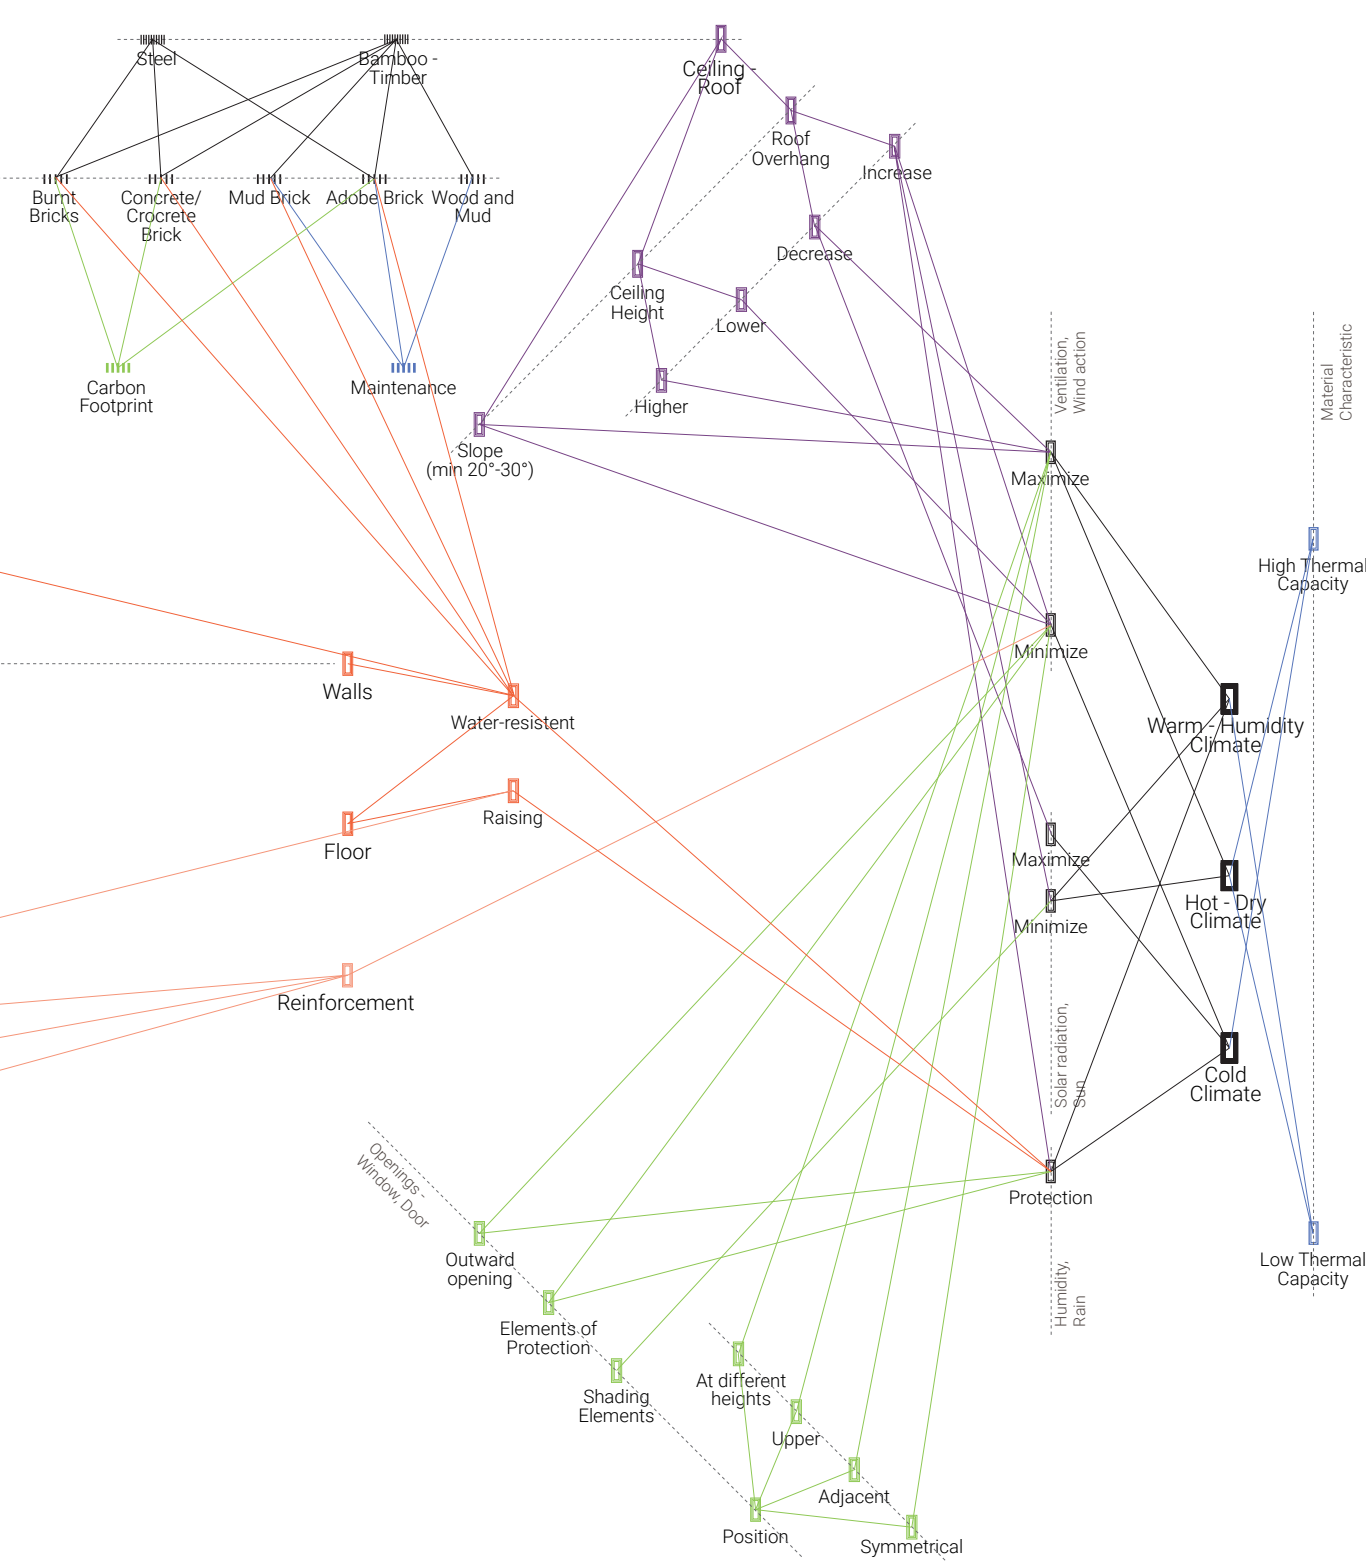 Steel
Bamboo -
Timber
Ceiling -
Roof
Roof
Overhang
Increase
Burnt
Bricks
Concrete/
Crocrete
Brick
Mud Brick
Adobe Brick
Wood and
Mud
Decrease
Ceiling
Height
Lower
Carbon
Footprint
Maintenance
Higher
Ventilation,
Wind action
Material
Characteristic
Slope
(min 20°-30°)
Maximize
High Thermal
Capacity
Minimize
Walls
Water-resistent
Warm - Humidity
Climate
Raising
Floor
Maximize
Minimize
Hot - Dry
Climate
Reinforcement
Solar radiation,
Sun
Cold
Climate
Openings -
Window, Door
Protection
Outward
opening
Low Thermal
Capacity
Humidity,
Rain
Elements of
Protection
Shading
Elements
At different
heights
Upper
Adjacent
Position
Symmetrical